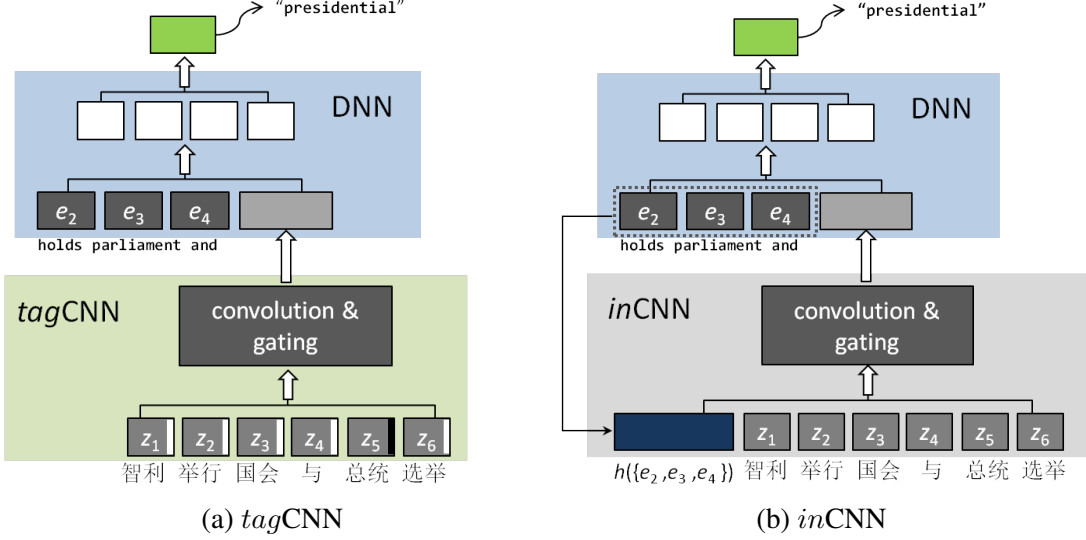 “presidential”
DNN
e2 e3 e4
holds parliament and
tagCNN
convolution &
gating
z1 z2 z3 z4 z5 z6
智利 举行 国会 与 总统 选举
(a) tagCNN
“presidential”
DNN
e2 e3 e4
holds parliament and
inCNN
convolution &
gating
z1 z2 z3 z4 z5 z6
h({e2 ,e3 ,e4 }) 智利 举行 国会 与 总统 选举
(b) inCNN